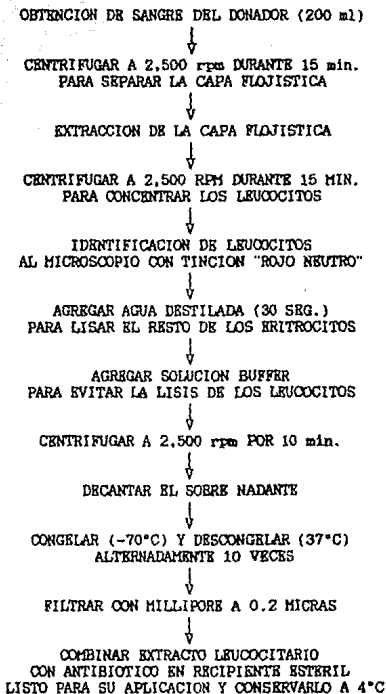 OBTENCION DE SANGRE DEL DONADOR (200 ml)
CENTRIFUGAR A 2,500 rpm DURANTE 15 min.
PARA SEPARAR LA CAPA FLOJISTICA
EXTRACCION DE LA CAPA FLOJISTICA
CENTRIFUGAR A 2,500 RPM DURANTE 15 MIN.
PARA CONCENTRAR LOS LEUCOCITOS
IDENTIFICACION DE LEUCOCITOS
AL MICROSCOPIO CON TINCION "ROJO NEUTRO"
AGREGAR AGUA DESTILADA (30 SEG.)
PARA LISAR EL RESTO DE LOS ERITROCITOS
AGREGAR SOLUCION BUFFER
PARA EVITAR LA LISIS DE LOS LEUCOCITOS
CENTRIFUGAR A 2,500 rpm POR 10 min.
DECANTAR EL SOBRE NADANTE
CONGELAR (-70°C) Y DESCONGELAR (37°C)
ALTERNADAMENTE 10 VECES
FILTRAR CON MILLIPORE A 0.2 MICRAS
COMBINAR EXTRACTO LEUCOCITARIO
CON ANTIBIOTICO EN RECIPIENTE ESTERIL
LISTO PARA SU APLICACION Y CONSERVARLO A 4°C